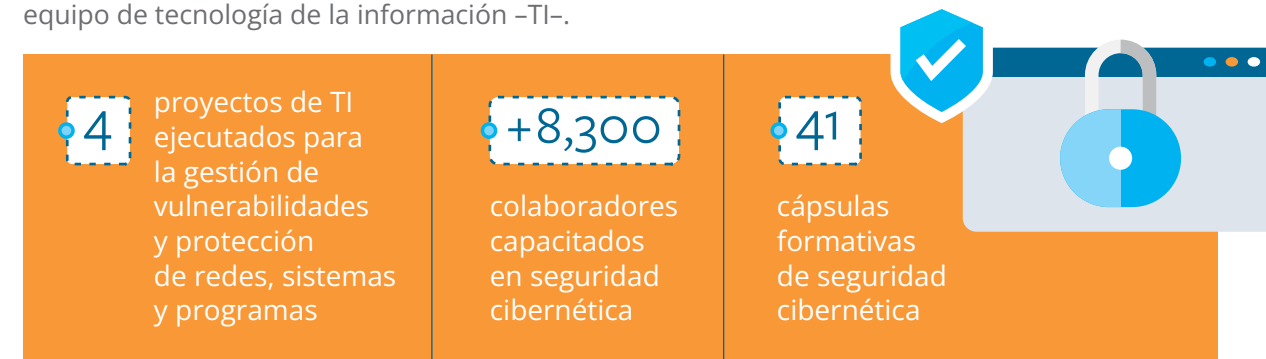 equipo de tecnología de la información –TI–.
4
proyectos de TI
ejecutados para
la gestión de
vulnerabilidades
y protección
de redes, sistemas
y programas
+8,300
colaboradores
capacitados
en seguridad
cibernética
41
cápsulas
formativas
de seguridad
cibernética